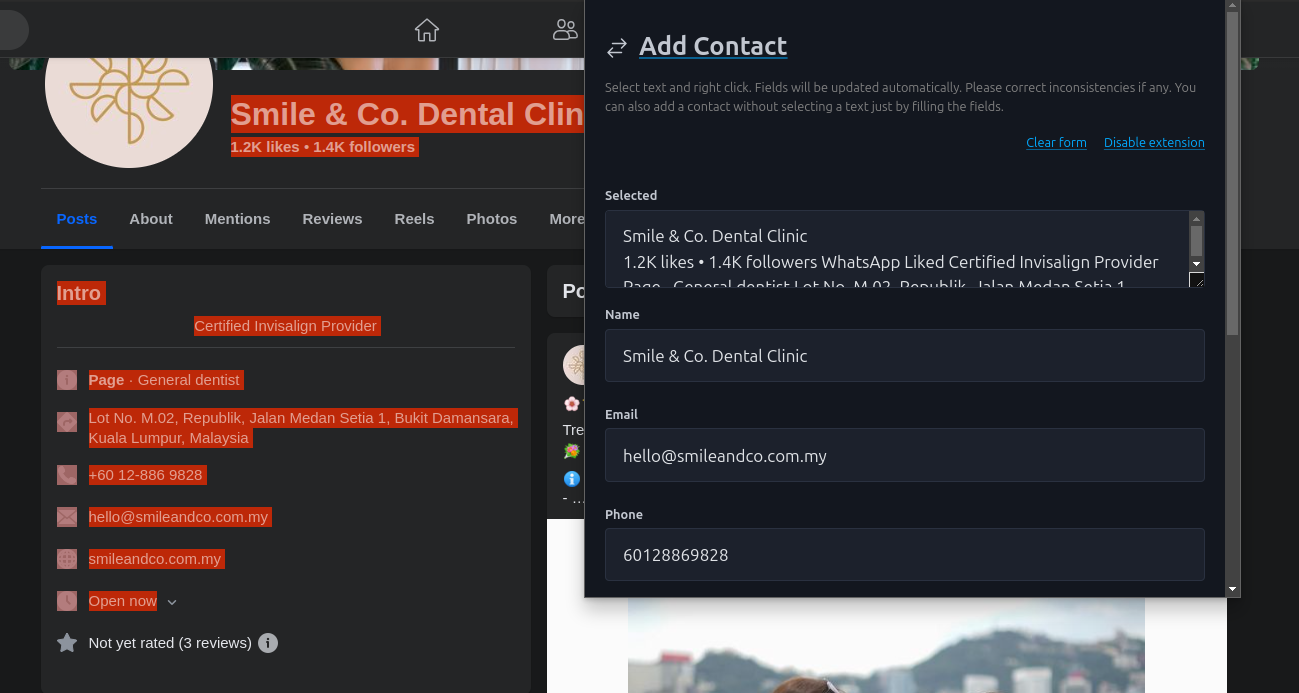 Smile & Co. Dental Clin
1.2K likes • 1.4K followers
Posts
About
Mentions
Reviews
Reels
Photos
More
Intro
Certified Invisalign Provider
Page · General dentist
Lot No. M.02, Republik, Jalan Medan Setia 1, Bukit Damansara,
Kuala Lumpur, Malaysia
+60 12-886 9828
hello@smileandco.com.my
smileandco.com.my
Open now
Not yet rated (3 reviews)
Po
Tre
- ...
Add Contact
Select text and right click. Fields will be updated automatically. Please correct inconsistencies if any. You
can also add a contact without selecting a text just by filling the fields.
Clear form
Disable extension
Selected
Smile & Co. Dental Clinic
1.2K likes • 1.4K followers WhatsApp Liked Certified Invisalign Provider
Page · General dentist Lot No. M.02, Republik, Jalan Medan Setia 1,
Name
Smile & Co. Dental Clinic
Email
hello@smileandco.com.my
Phone
60128869828